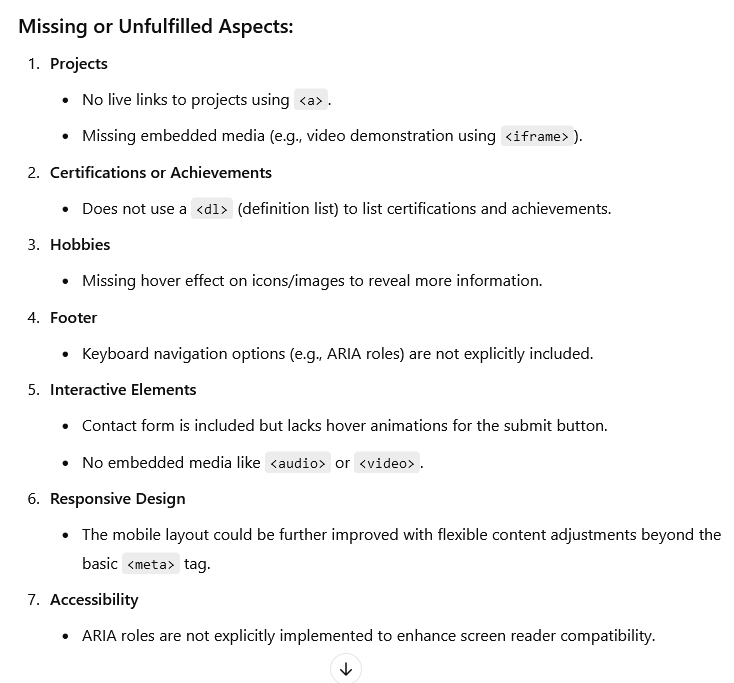 Missing or Unfulfilled Aspects:
1. Projects
• No live links to projects using <a>.
• Missing embedded media (e.g., video demonstration using <iframe>).
2. Certifications or Achievements
• Does not use a <dl> (definition list) to list certifications and achievements.
3. Hobbies
• Missing hover effect on icons/images to reveal more information.
4. Footer
• Keyboard navigation options (e.g., ARIA roles) are not explicitly included.
5. Interactive Elements
• Contact form is included but lacks hover animations for the submit button.
• No embedded media like <audio> or <video>.
6. Responsive Design
• The mobile layout could be further improved with flexible content adjustments beyond the
basic <meta> tag.
7. Accessibility
• ARIA roles are not explicitly implemented to enhance screen reader compatibility.